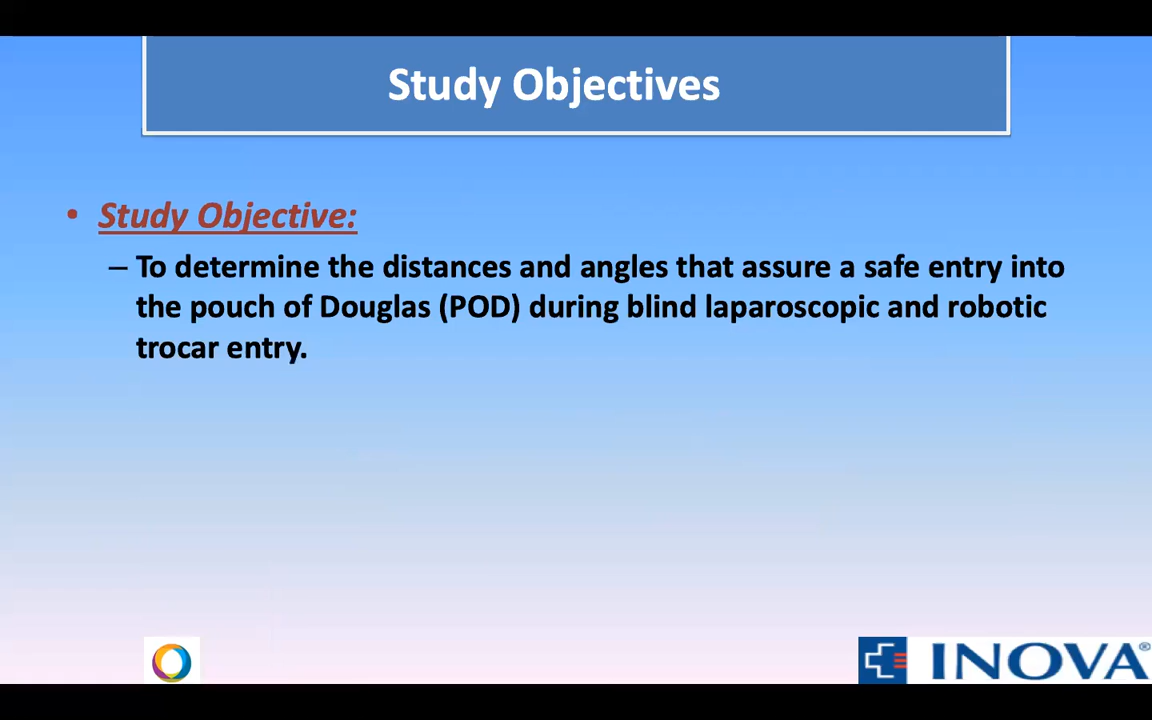 Study Objectives
• Study Objective:
– To determine the distances and angles that assure a safe entry into
the pouch of Douglas (POD) during blind laparoscopic and robotic
trocar entry.
INOVA®